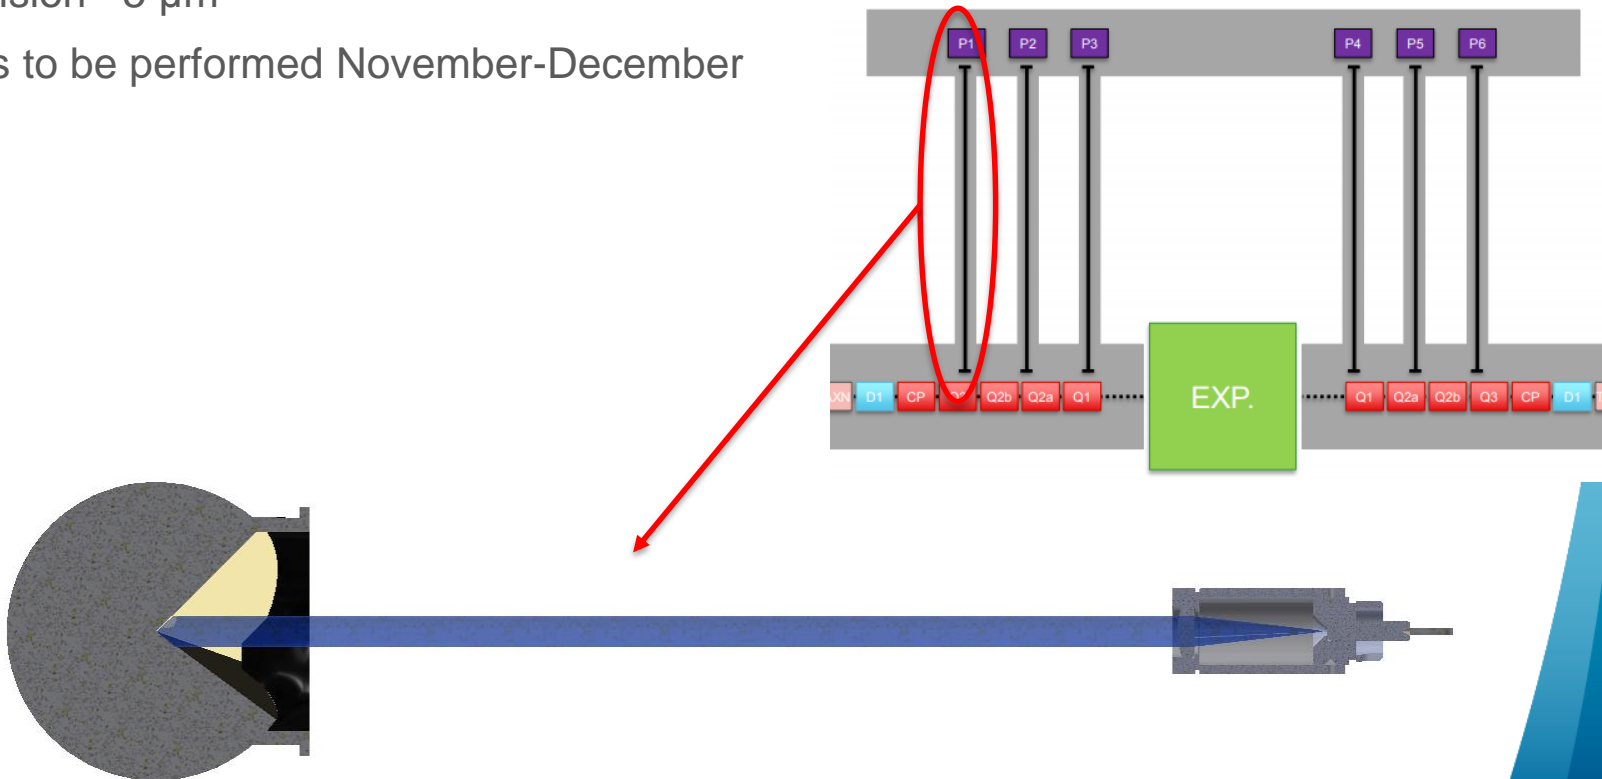 μm
s to be performed November-December
P1 P2 P3 P4 P5 P6
D1 CP Q2b Q2a Q1 EXP. Q1 Q2a Q2b Q3 CP D1